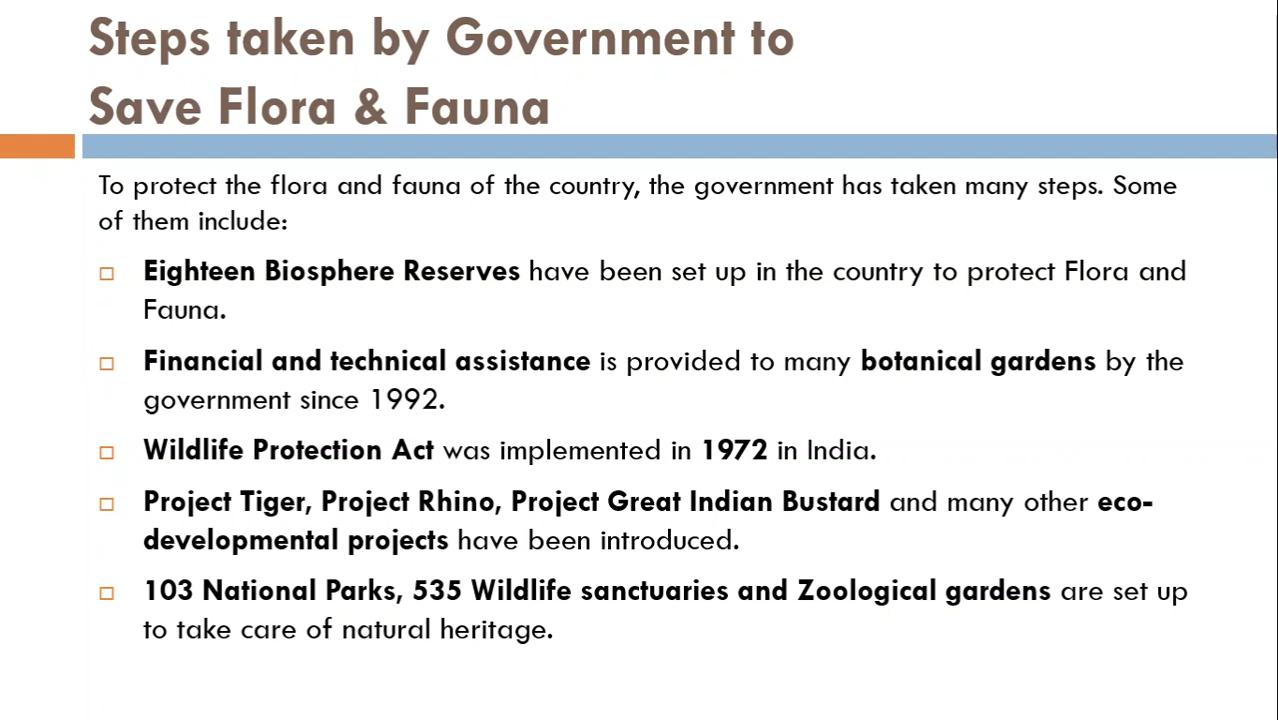 Steps taken by Government to
Save Flora & Fauna
To protect the flora and fauna of the country, the government has taken many steps. Some
of them include:
Eighteen Biosphere Reserves have been set up in the country to protect Flora and
Fauna.
Financial and technical assistance is provided to many botanical gardens by the
government since 1992.
Wildlife Protection Act was implemented in 1972 in India.
Project Tiger, Project Rhino, Project Great Indian Bustard and many other eco-
developmental projects have been introduced.
103 National Parks, 535 Wildlife sanctuaries and Zoological gardens are set up
to take care of natural heritage.